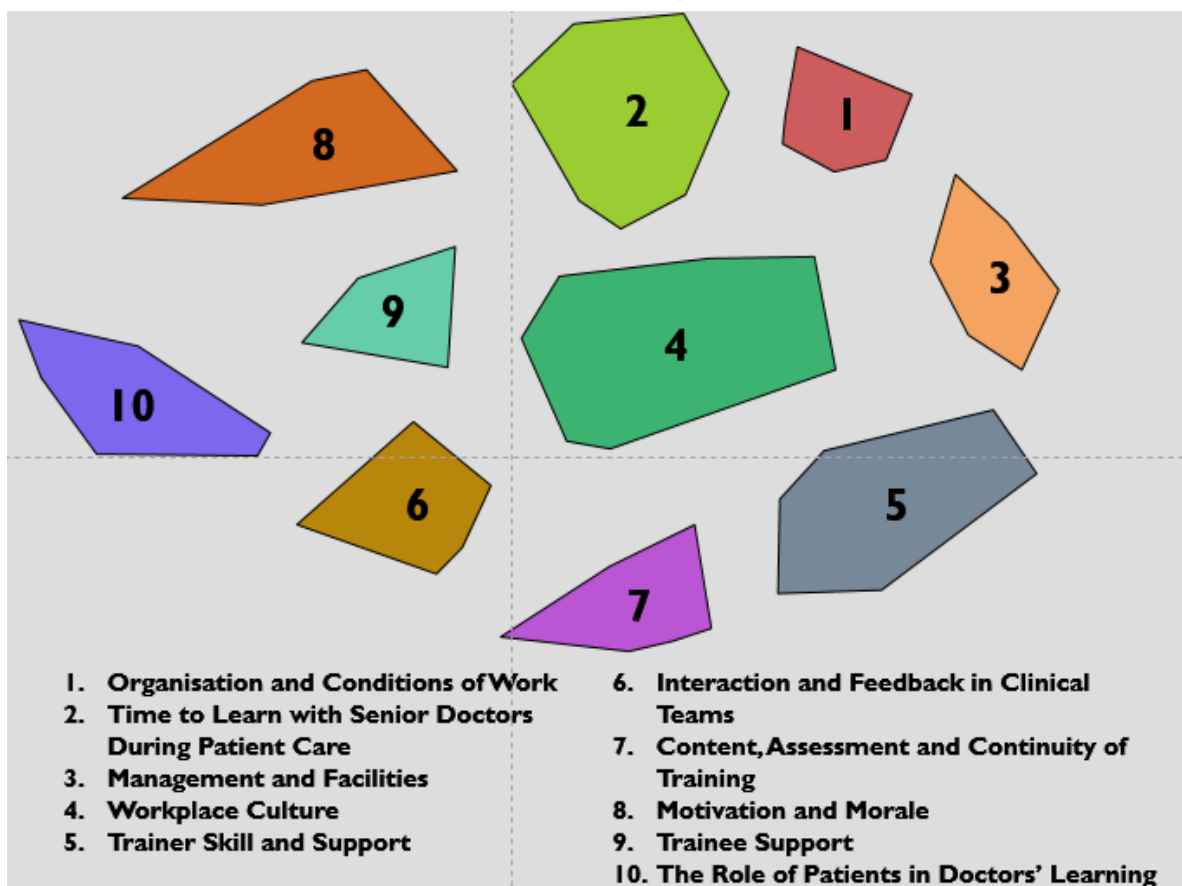 2
1
8
3
9
4
10
6
5
7
1. Organisation and Conditions of Work
2. Time to Learn with Senior Doctors
During Patient Care
3. Management and Facilities
4. Workplace Culture
5. Trainer Skill and Support
6. Interaction and Feedback in Clinical
Teams
7. Content, Assessment and Continuity of
Training
8. Motivation and Morale
9. Trainee Support
10. The Role of Patients in Doctors' Learning